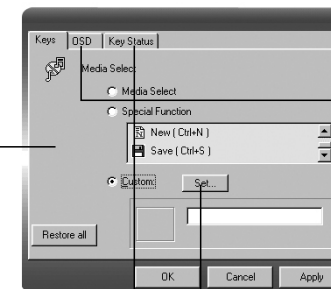 Keys OSD Key Status
Media Select
Media Select
Special Function
New ( Ctrl+N )
Save ( Ctrl+S )
Custom: Set...
Restore all
OK Cancel Apply